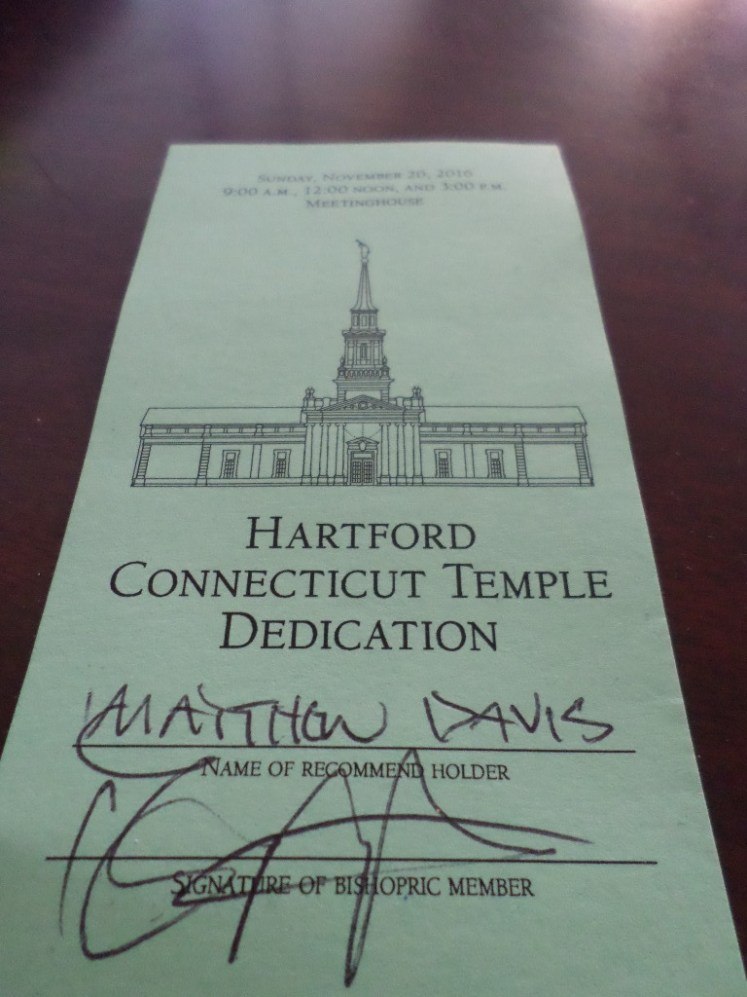 Sunday, November 20, 2016
9:00 a.m., 12:00 noon, and 3:00 p.m.
Meetinghouse
Hartford
Connecticut Temple
Dedication
MATTHEW DAVIS
Name of recommend holder
Signature of bishopric member